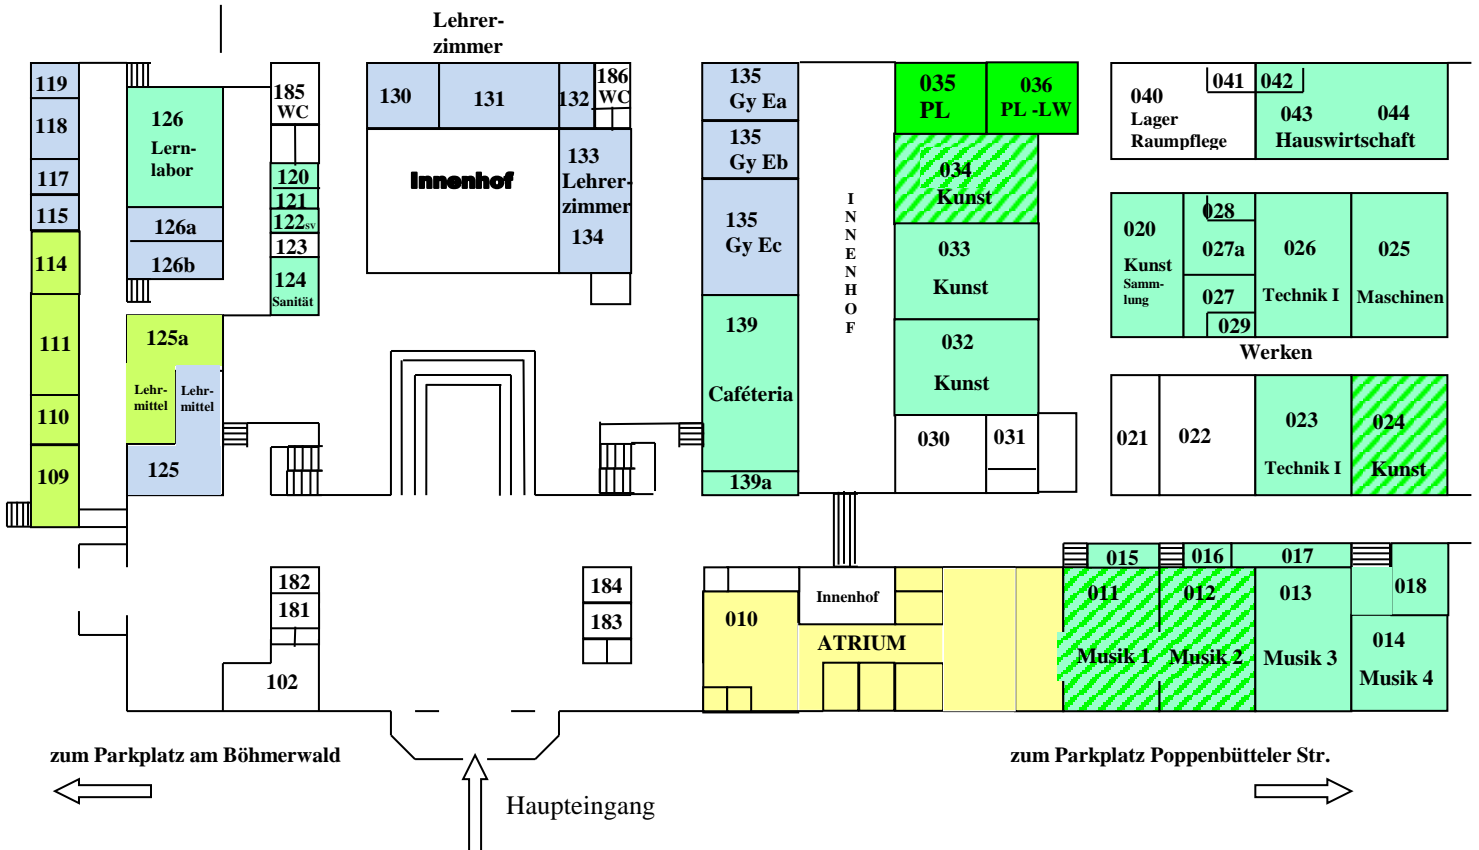 Lehrer-
zimmer
119
118
117
115
114
111
110
109
126
Lern-
labor
126a
126b
125a
Lehr-
mittel
Lehr-
mittel
125
185
WC
120
121
122sv
123
124
Sanität
130
131
132
186
WC
Innenhof
133
Lehrer-
zimmer
134
135
Gy Ea
135
Gy Eb
135
Gy Ec
139
Caféteria
139a
I
N
N
E
N
H
O
F
035
PL
036
PL -LW
034
Kunst
033
Kunst
032
Kunst
030
031
040
Lager
Raumpflege
041
042
043
044
Hauswirtschaft
020
Kunst
Samm-
lung
028
027a
027
029
026
Technik I
025
Maschinen
Werken
021
022
023
Technik I
024
Kunst
182
181
102
184
183
010
Innenhof
ATRIUM
015
016
017
018
011
Musik 1
012
Musik 2
013
Musik 3
014
Musik 4
zum Parkplatz am Böhmerwald
Haupteingang
zum Parkplatz Poppenbütteler Str.